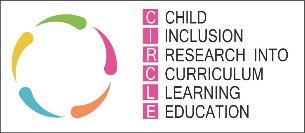 C CHILD
I INCLUSION
R RESEARCH INTO
C CURRICULUM
L LEARNING
E EDUCATION